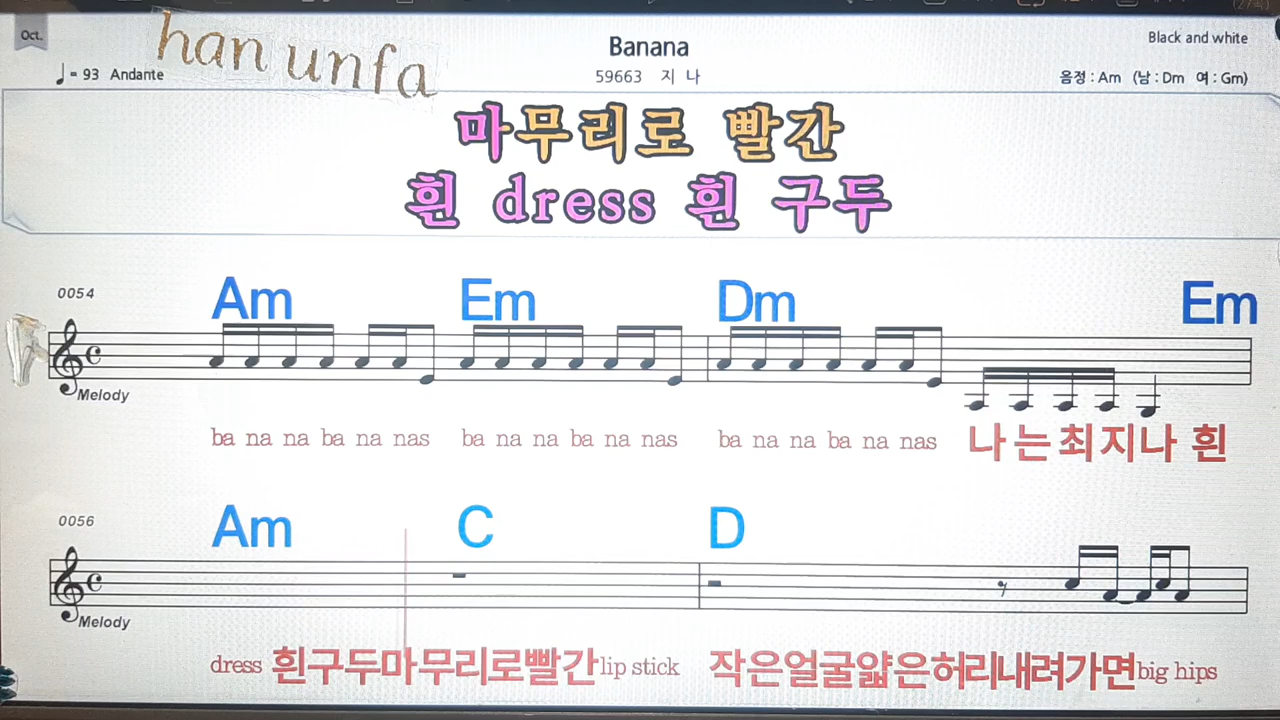 Oct.
han unfa
Banana
Black and white
♩= 93 Andante
59663 지 나
음정 : Am (남 : Dm 여 : Gm)
마무리로 빨간
흰 dress 흰 구두
0054
Am Em Dm Em
Melody
ba na na ba na nas ba na na ba na nas ba na na ba na nas 나는최지나 흰
0056
Am C D
Melody
dress 흰구두마무리로빨간lip stick 작은얼굴얇은허리내려가면big hips